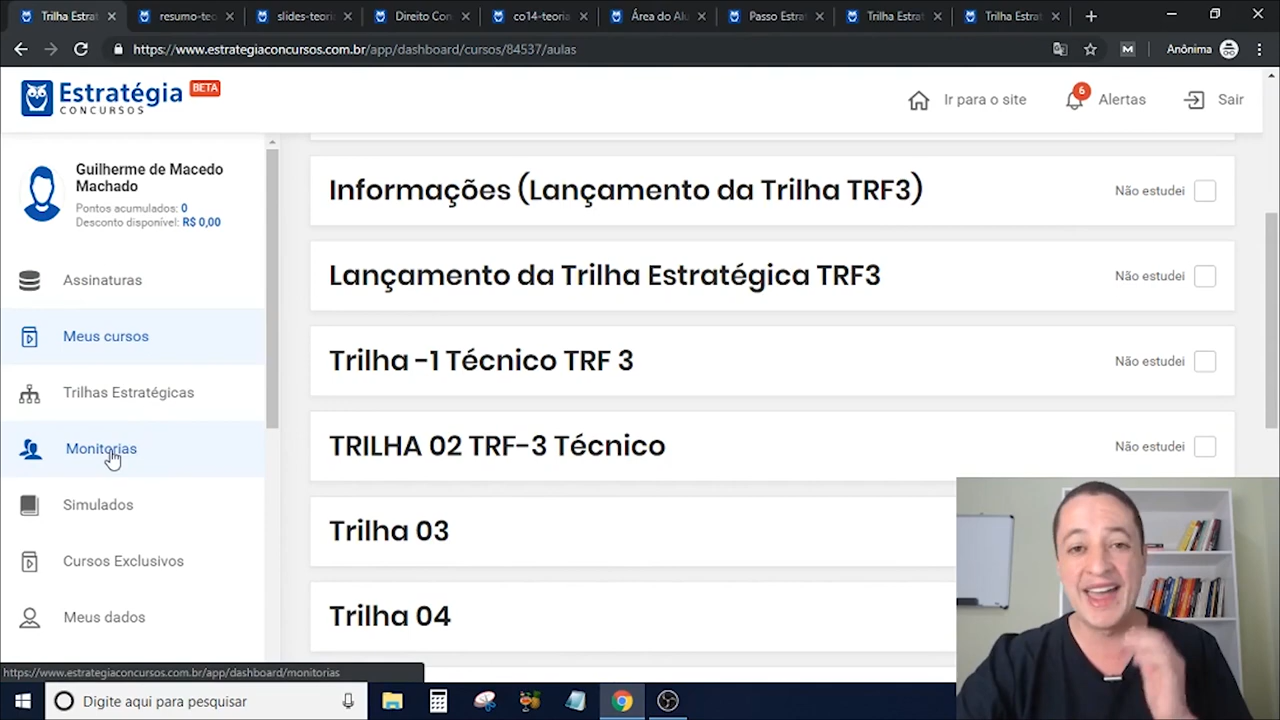 Trilha Estra
resumo-teo
slides-teori
Direito Con
co14-teoria
Área do Alu
Passo Estra
Trilha Estra
Trilha Estra
https://www.estrategiaconcursos.com.br/app/dashboard/cursos/84537/aulas
M
Anônima
Estratégia BETA
CONCURSOS
Ir para o site
6
Alertas
Sair
Guilherme de Macedo
Machado
Pontos acumulados: 0
Desconto disponível: R$ 0,00
Assinaturas
Meus cursos
Trilhas Estratégicas
Monitorias
Simulados
Cursos Exclusivos
Meus dados
Informações (Lançamento da Trilha TRF3)
Não estudei
Lançamento da Trilha Estratégica TRF3
Não estudei
Trilha -1 Técnico TRF 3
Não estudei
TRILHA 02 TRF-3 Técnico
Não estudei
Trilha 03
Trilha 04
https://www.estrategiaconcursos.com.br/app/dashboard/monitorias
Digite aqui para pesquisar